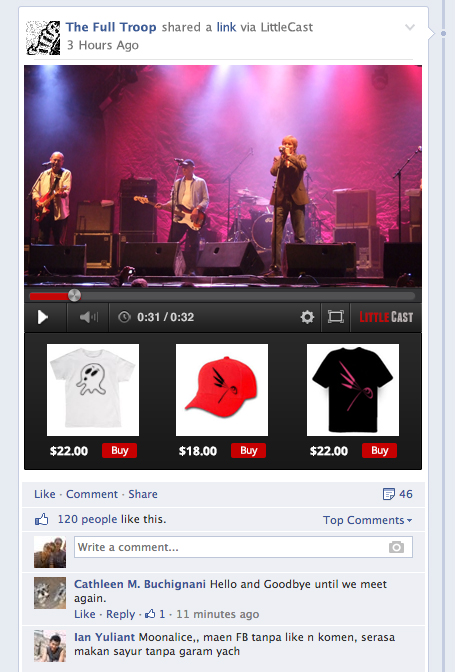 The Full Troop shared a link via LittleCast
3 Hours Ago
0:31 / 0:32
LITTLECAST
$22.00 Buy $18.00 Buy $22.00 Buy
Like · Comment · Share 46
120 people like this. Top Comments
Write a comment...
Cathleen M. Buchignani Hello and Goodbye until we meet
again.
Like · Reply · 1 · 11 minutes ago
Ian Yuliant Moonalice,, maen FB tanpa like n komen, serasa
makan sayur tanpa garam yach